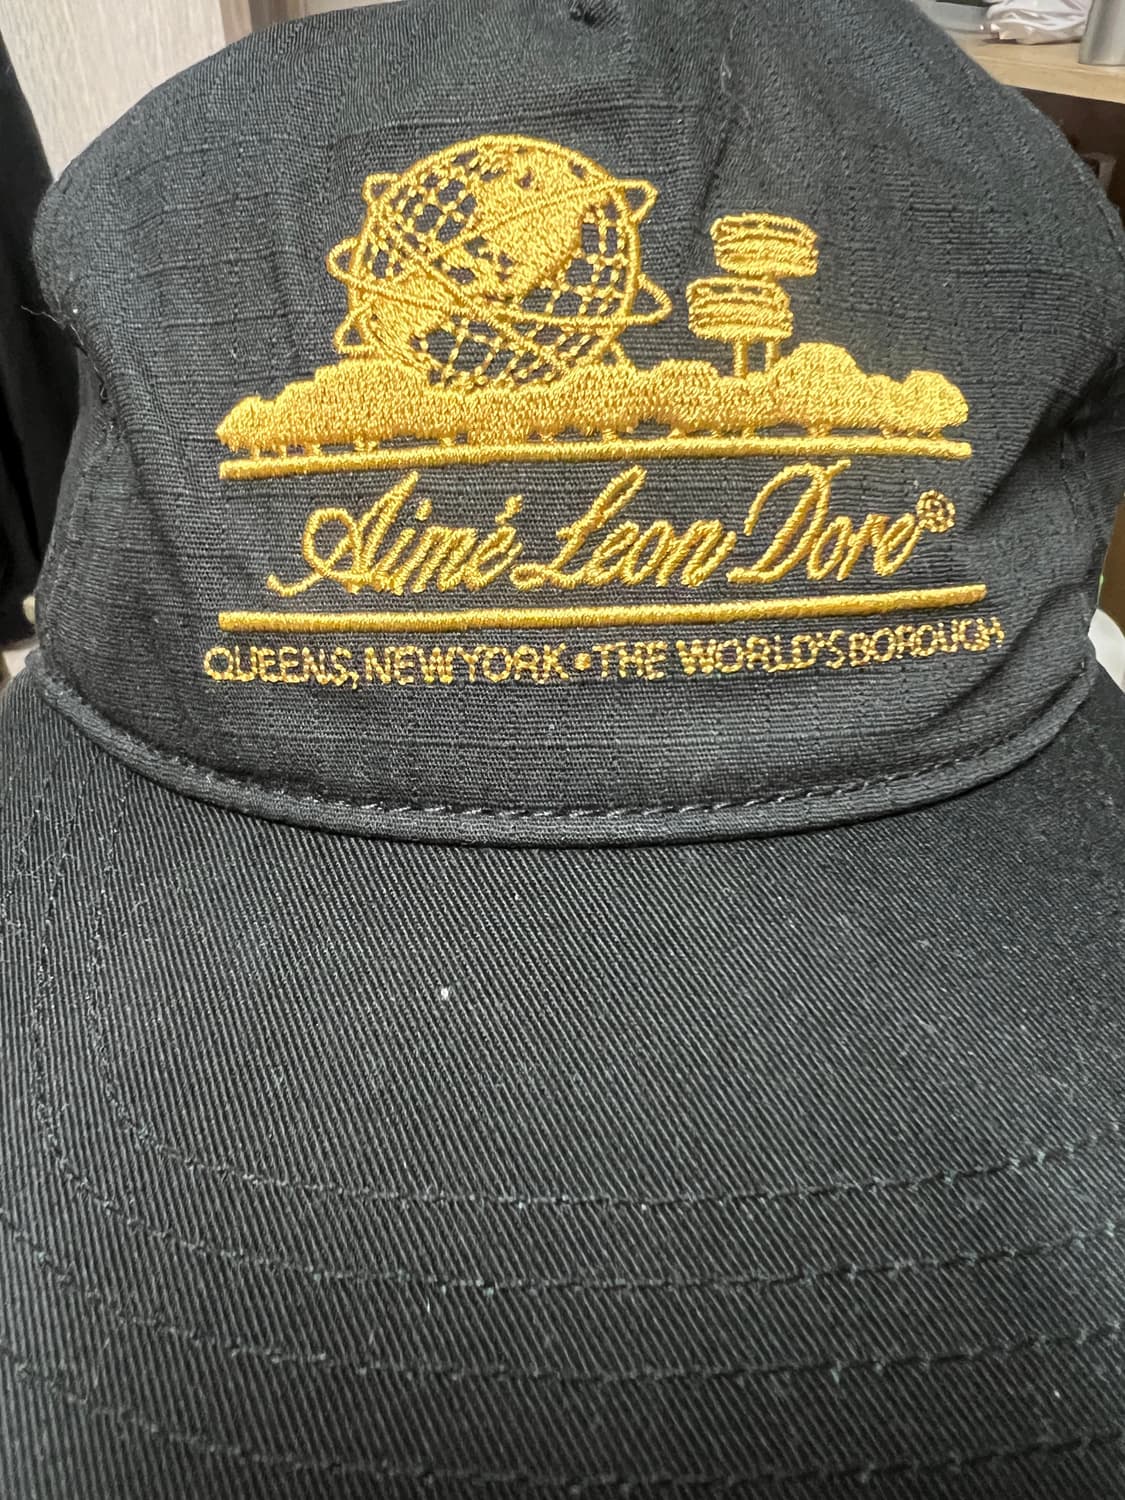 Aimé Leon Dore®
QUEENS, NEW YORK • THE WORLD'S BOROUGH